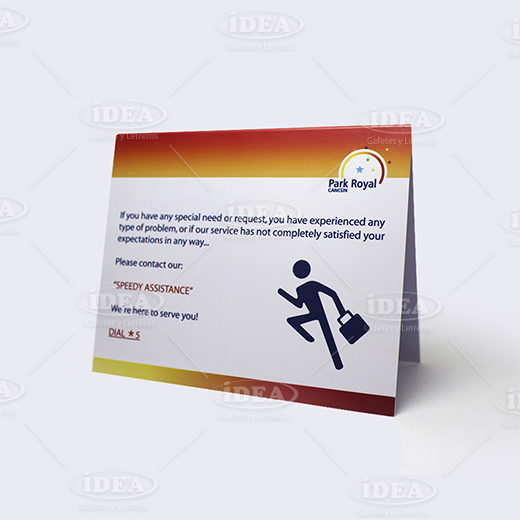 iDEA
Gafetes y Letreros
Park Royal
CANCÚN
If you have any special need or request, you have experienced any
type of problem, or if our service has not completely satisfied your
expectations in any way...
Please contact our:
"SPEEDY ASSISTANCE"
We're here to serve you!
DIAL ★5